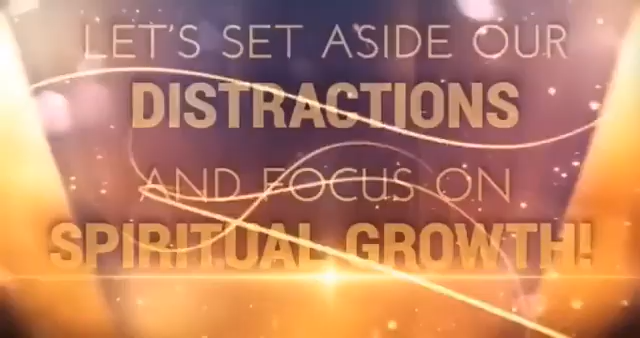 LET'S SET ASIDE OUR
DISTRACTIONS
AND FOCUS ON
SPIRITUAL GROWTH!